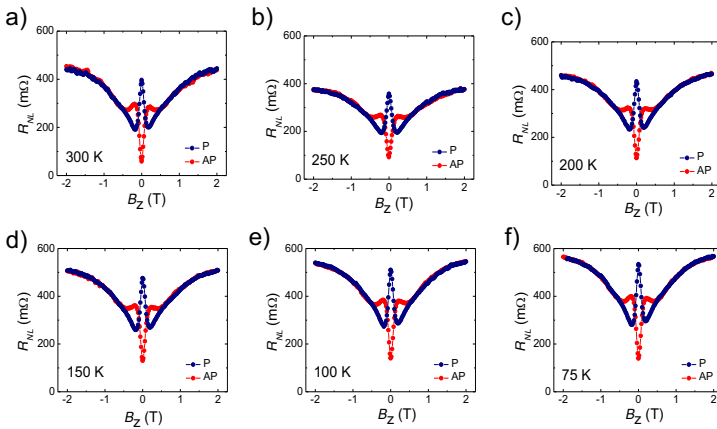 a)
600
400
200
0
R_NL (mΩ)
300 K
P
AP
-2 -1 0 1 2
B_Z (T)
b)
600
400
200
0
R_NL (mΩ)
250 K
P
AP
-2 -1 0 1 2
B_Z (T)
c)
600
400
200
0
R_NL (mΩ)
200 K
P
AP
-2 -1 0 1 2
B_Z (T)
d)
600
400
200
0
R_NL (mΩ)
150 K
P
AP
-2 -1 0 1 2
B_Z (T)
e)
600
400
200
0
R_NL (mΩ)
100 K
P
AP
-2 -1 0 1 2
B_Z (T)
f)
600
400
200
0
R_NL (mΩ)
75 K
P
AP
-2 -1 0 1 2
B_Z (T)